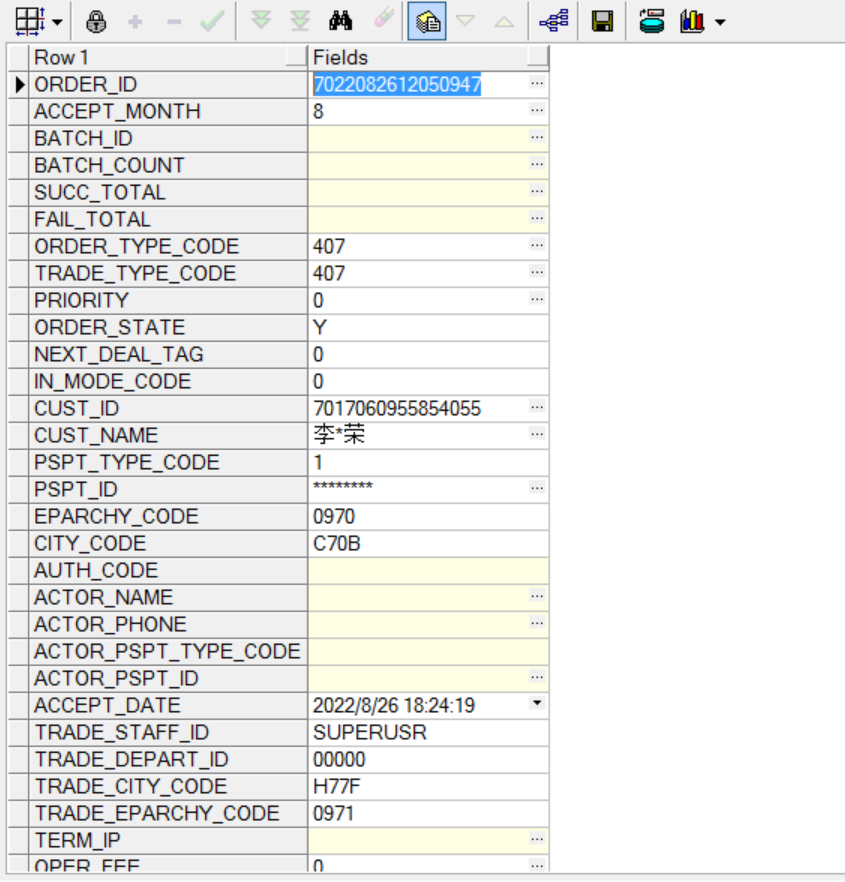 Row 1 Fields
ORDER_ID 7022082612050947
ACCEPT_MONTH 8
BATCH_ID
BATCH_COUNT
SUCC_TOTAL
FAIL_TOTAL
ORDER_TYPE_CODE 407
TRADE_TYPE_CODE 407
PRIORITY 0
ORDER_STATE Y
NEXT_DEAL_TAG 0
IN_MODE_CODE 0
CUST_ID 7017060955854055
CUST_NAME 李*荣
PSPT_TYPE_CODE 1
PSPT_ID ********
EPARCHY_CODE 0970
CITY_CODE C70B
AUTH_CODE
ACTOR_NAME
ACTOR_PHONE
ACTOR_PSPT_TYPE_CODE
ACTOR_PSPT_ID
ACCEPT_DATE 2022/8/26 18:24:19
TRADE_STAFF_ID SUPERUSR
TRADE_DEPART_ID 00000
TRADE_CITY_CODE H77F
TRADE_EPARCHY_CODE 0971
TERM_IP
OPER_FEE 0